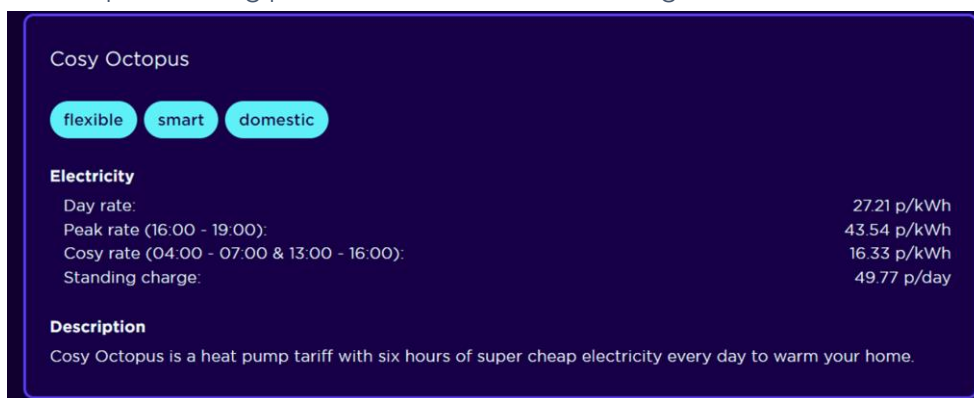 Cosy Octopus
flexible smart domestic
Electricity
Day rate: 27.21 p/kWh
Peak rate (16:00 - 19:00): 43.54 p/kWh
Cosy rate (04:00 - 07:00 & 13:00 - 16:00): 16.33 p/kWh
Standing charge: 49.77 p/day
Description
Cosy Octopus is a heat pump tariff with six hours of super cheap electricity every day to warm your home.